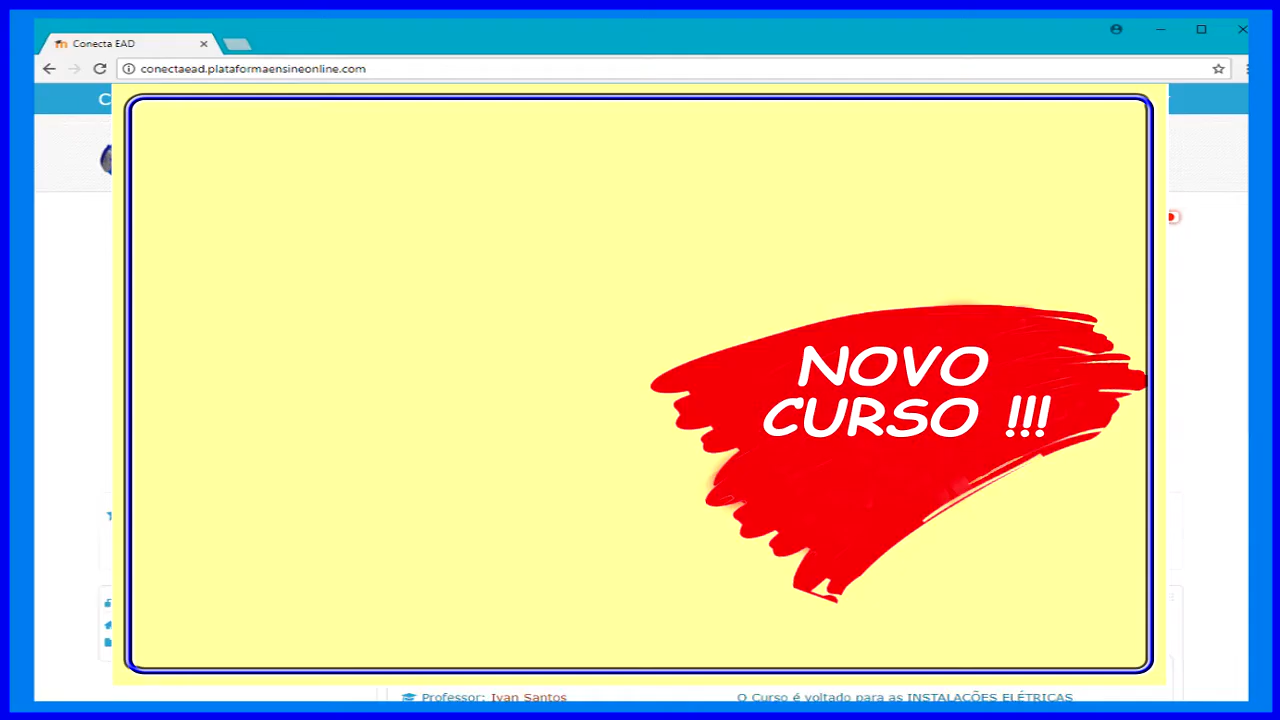 Conecta EAD
conectaead.plataformaensineonline.com
C
NOVO
CURSO !!!
Professor: Ivan Santos
O Curso é voltado para as INSTALAÇÕES ELÉTRICAS